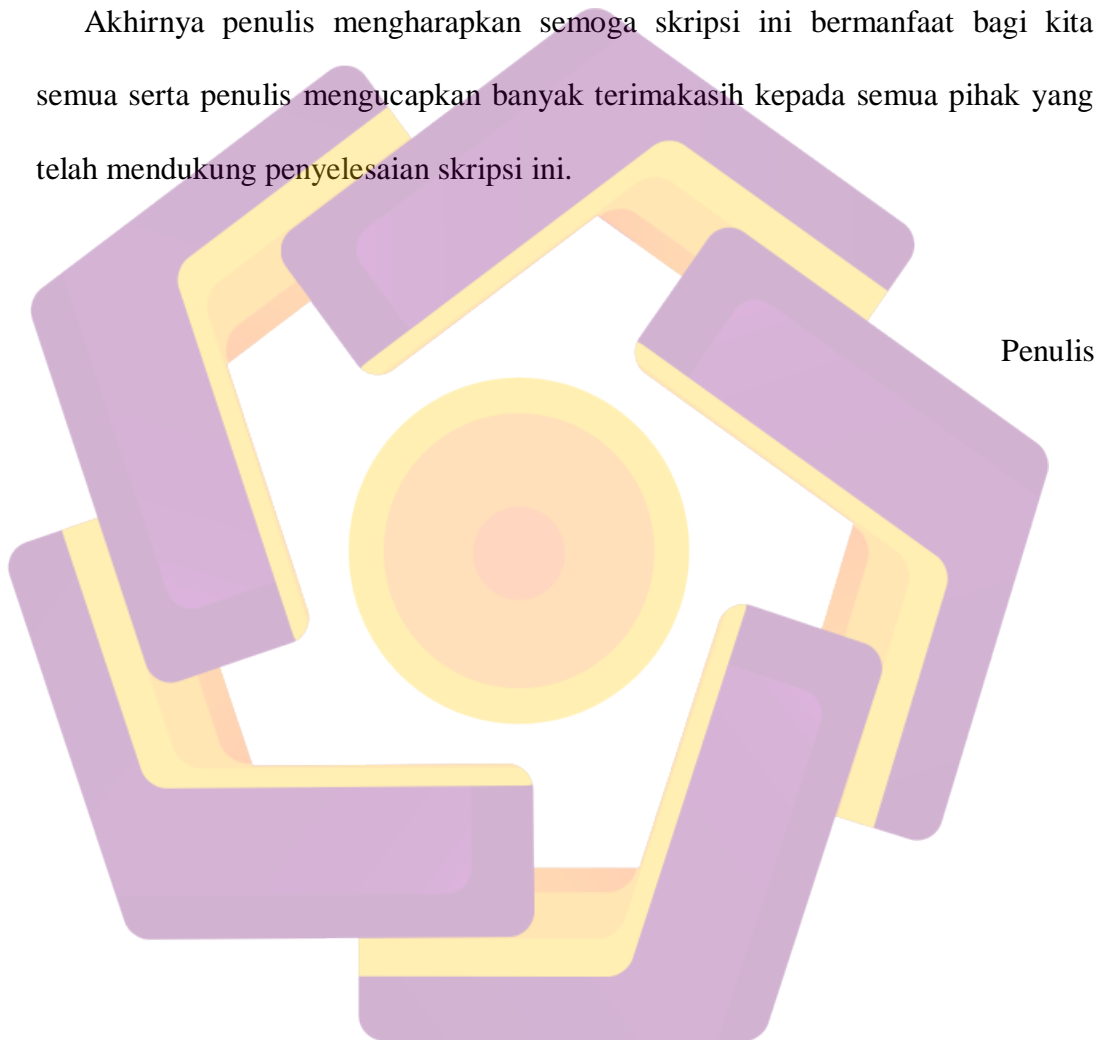 Akhirnya penulis mengharapkan semoga skripsi ini bermanfaat bagi kita
semua serta penulis mengucapkan banyak terimakasih kepada semua pihak yang
telah mendukung penyelesaian skripsi ini.
Penulis